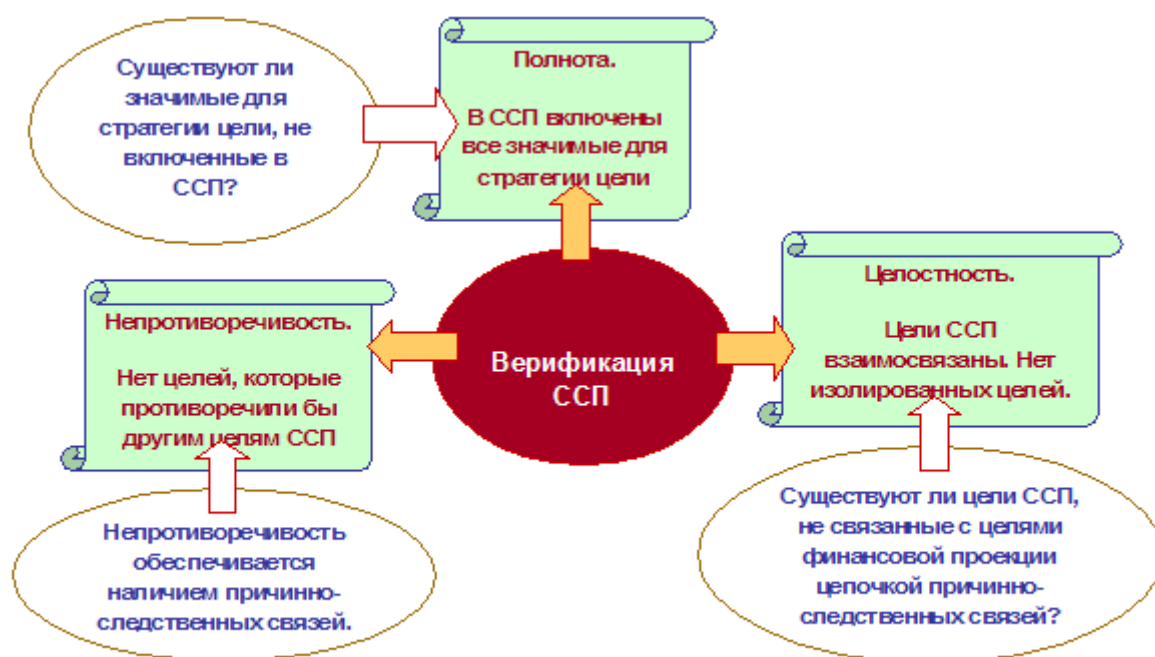 Существуют ли
значимые для
стратегии цели, не
включенные в
ССП?
Полнота.
В ССП включены
все значимые для
стратегии цели
Непротиворечивость.
Нет целей, которые
противоречили бы
другим целям ССП
Верификация
ССП
Целостность.
Цели ССП
взаимосвязаны. Нет
изолированных целей.
Непротиворечивость
обеспечивается
наличием причинно-
следственных связей.
Существуют ли цели ССП,
не связанные с целями
финансовой проекции
цепочкой причинно-
следственных связей?